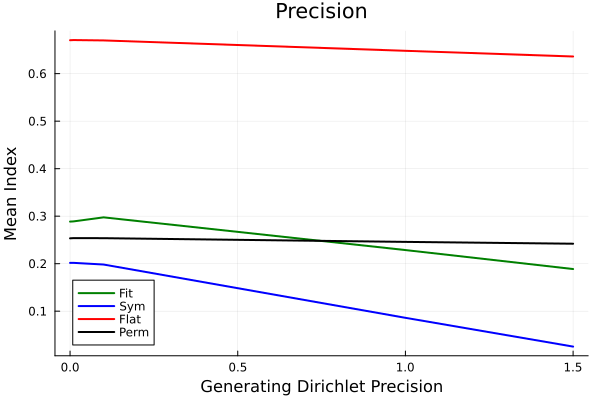 Precision
Mean Index
0.6
0.5
0.4
0.3
0.2
0.1
Fit
Sym
Flat
Perm
0.0
0.5
1.0
1.5
Generating Dirichlet Precision